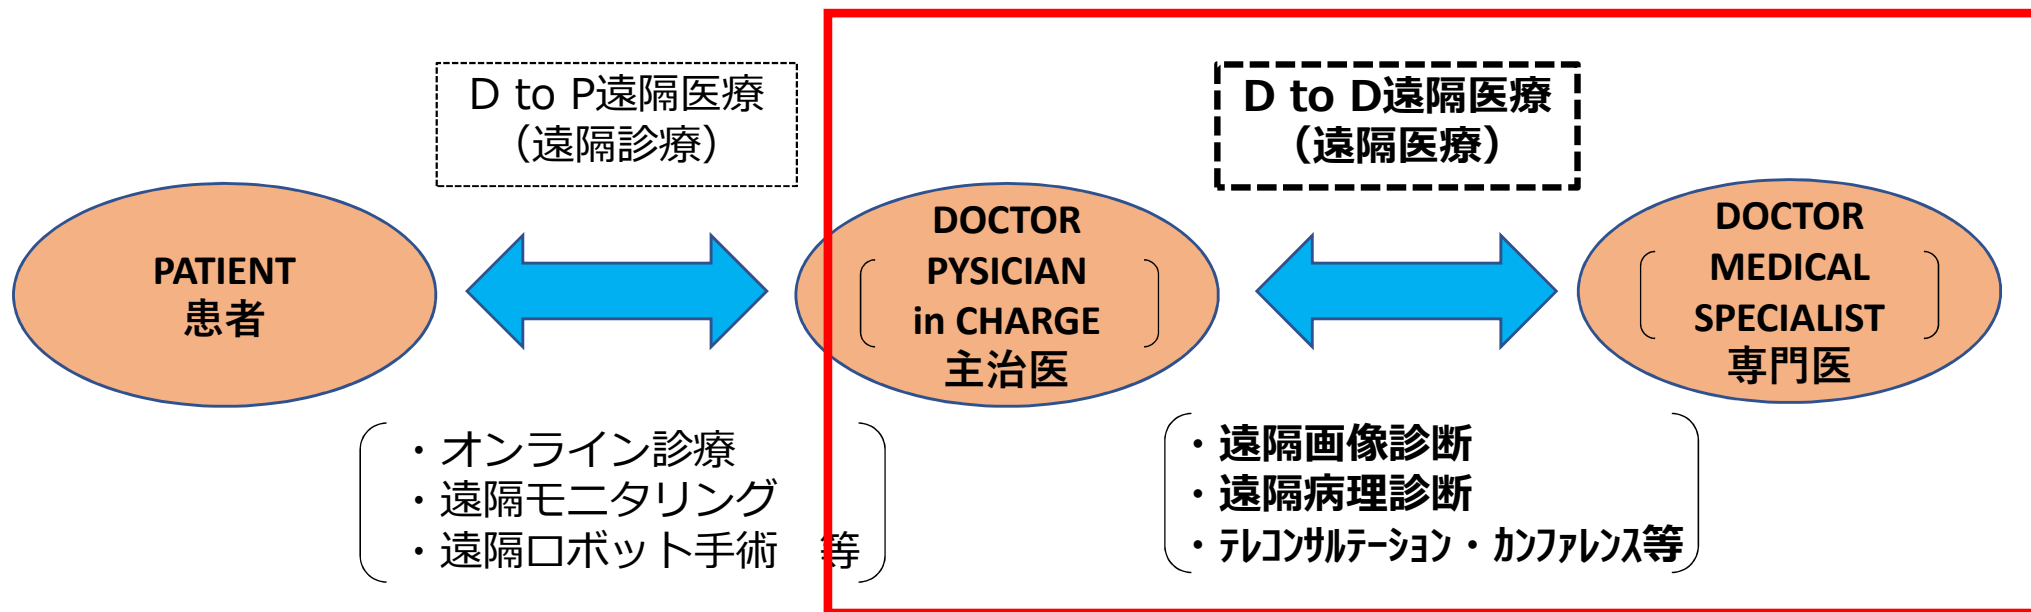 D to P遠隔医療
（遠隔診療）
D to D遠隔医療
（遠隔医療）
PATIENT
患者
DOCTOR
PYSICIAN
in CHARGE
主治医
DOCTOR
MEDICAL
SPECIALIST
専門医
・オンライン診療
・遠隔モニタリング
・遠隔ロボット手術　等
・遠隔画像診断
・遠隔病理診断
・ﾃﾚｺﾝｻﾙﾃｰｼｮﾝ・ｶﾝﾌｧﾚﾝｽ等